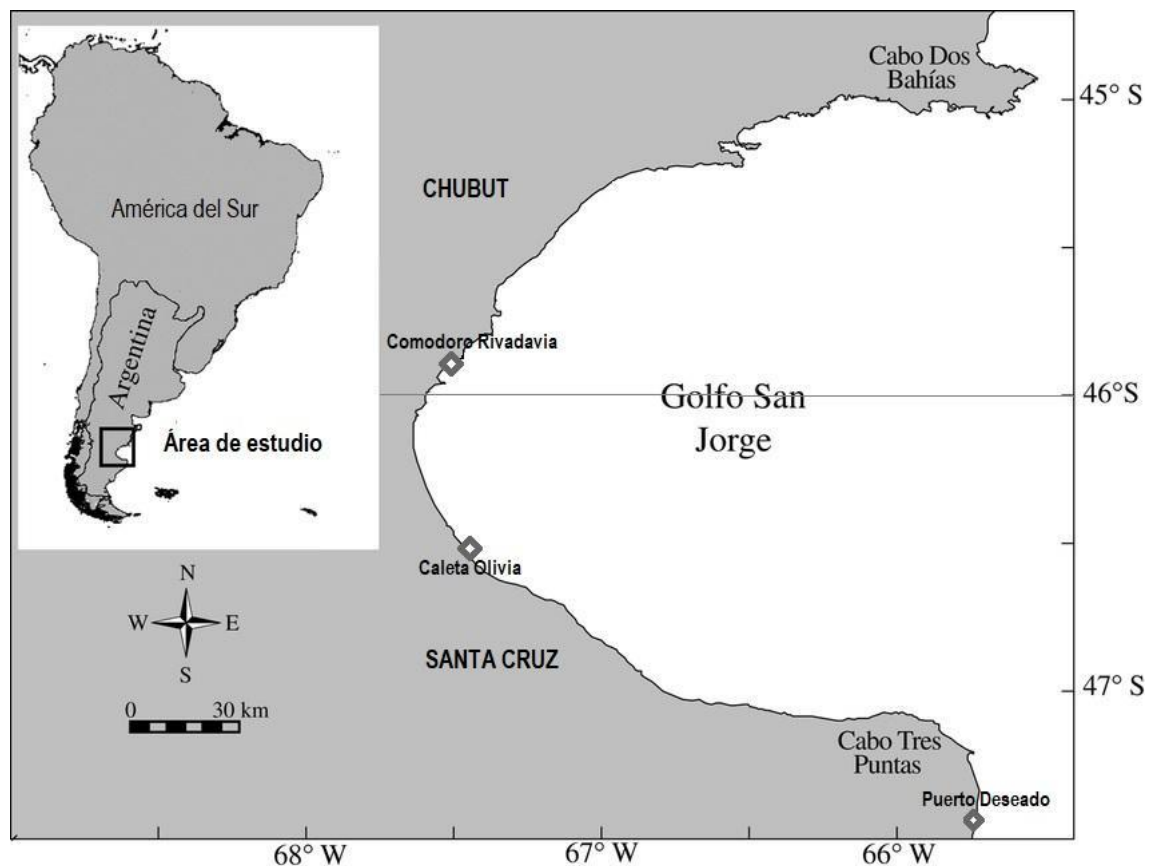 Cabo Dos
Bahías
45° S
América del Sur
CHUBUT
Argentina
Comodoro Rivadavia
Golfo San
Jorge
46°S
Área de estudio
Caleta Olivia
N
W
E
S
SANTA CRUZ
47° S
0
30 km
Cabo Tres
Puntas
Puerto Deseado
68° W
67° W
66° W